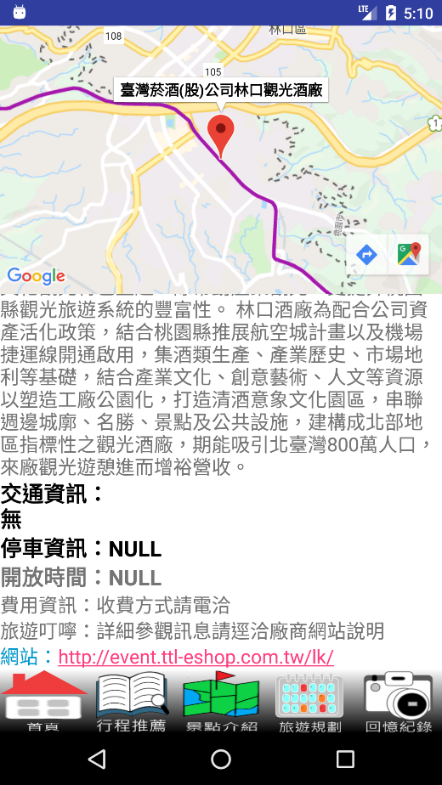 LTE 5:10
林口區
108
105
臺灣菸酒(股)公司林口觀光酒廠
1
Google
縣觀光旅遊系統的豐富性。 林口酒廠為配合公司資
產活化政策，結合桃園縣推展航空城計畫以及機場
捷運線開通啟用，集酒類生產、產業歷史、市場地
利等基礎，結合產業文化、創意藝術、人文等資源
以塑造工廠公園化，打造清酒意象文化園區，串聯
週邊城廓、名勝、景點及公共設施，建構成北部地
區指標性之觀光酒廠，期能吸引北臺灣800萬人口，
來廠觀光遊憩進而增裕營收。
交通資訊：
無
停車資訊：NULL
開放時間：NULL
費用資訊：收費方式請電洽
旅遊叮嚀：詳細參觀訊息請逕洽廠商網站說明
網站：http://event.ttl-eshop.com.tw/lk/
首頁 行程推薦 景點介紹 旅遊規劃 回憶紀錄